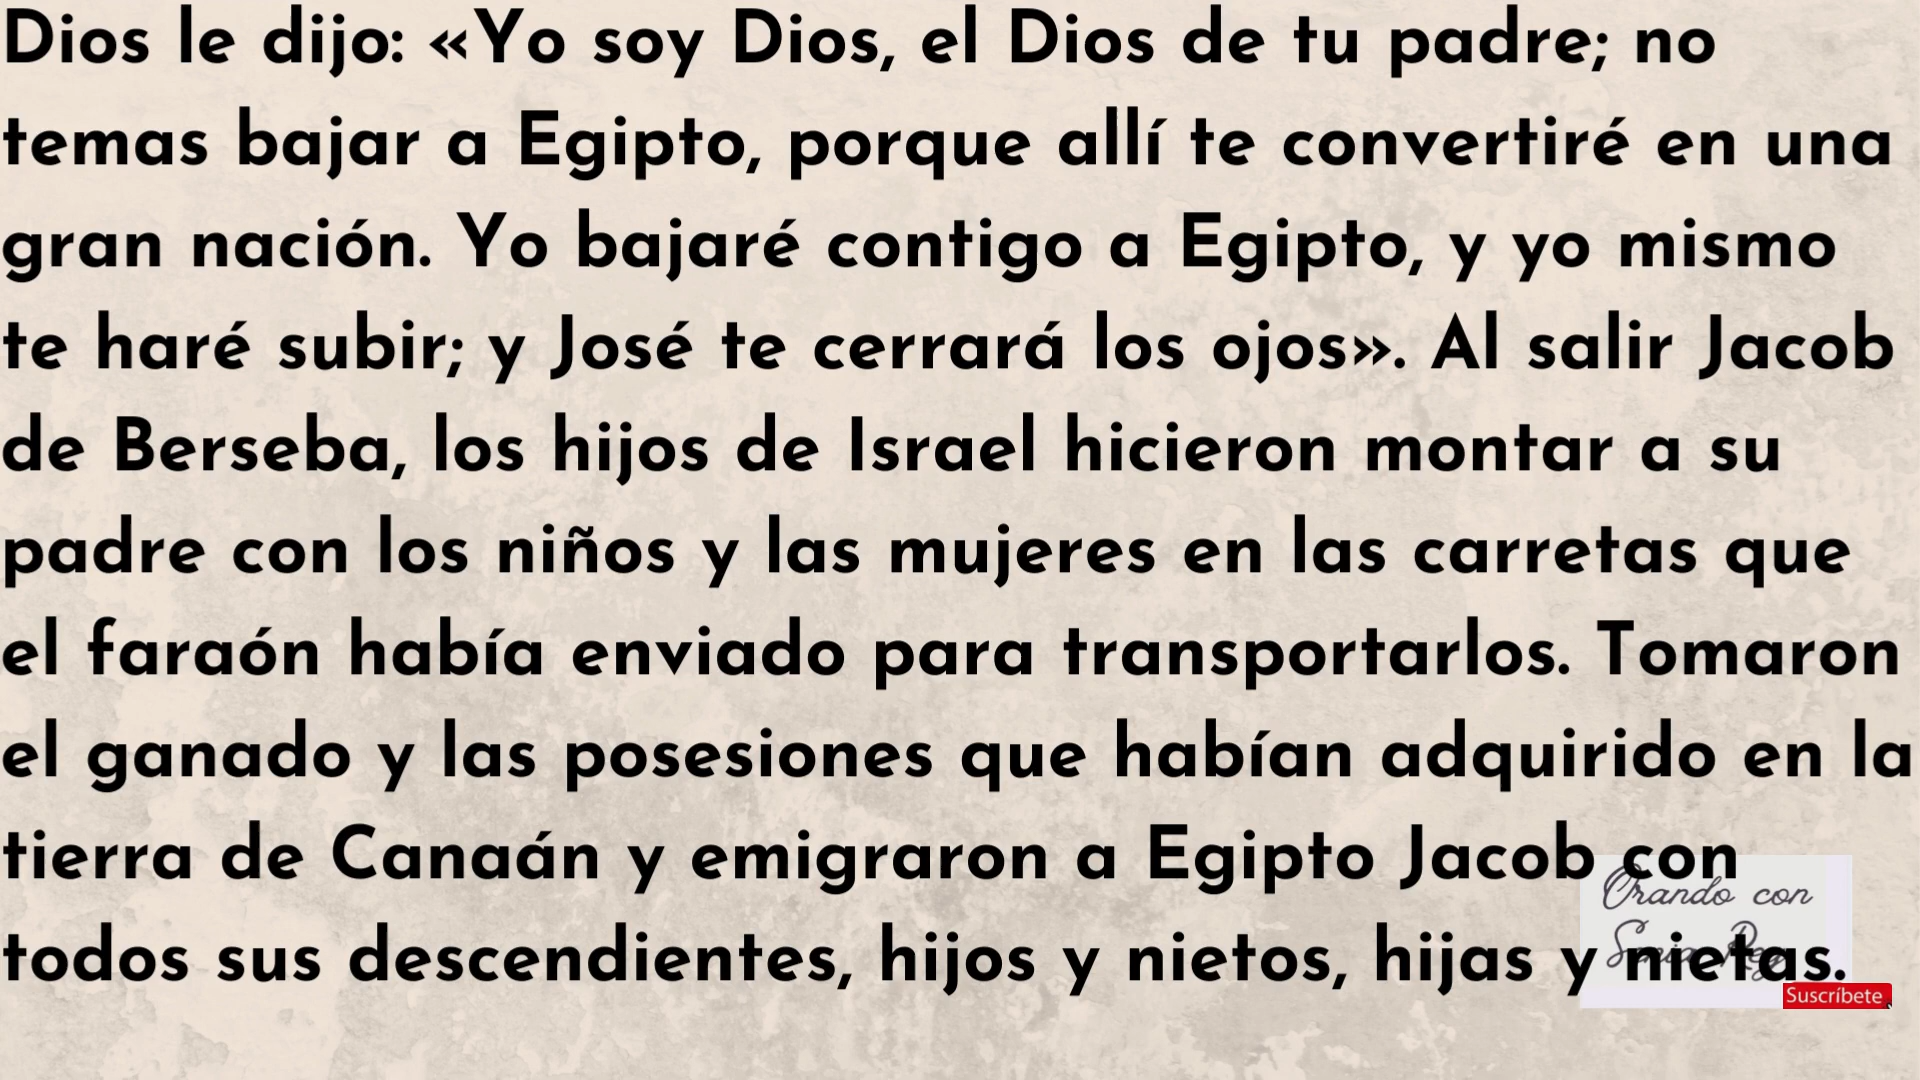 Dios le dijo: «Yo soy Dios, el Dios de tu padre; no
temas bajar a Egipto, porque allí te convertiré en una
gran nación. Yo bajaré contigo a Egipto, y yo mismo
te haré subir; y José te cerrará los ojos». Al salir Jacob
de Berseba, los hijos de Israel hicieron montar a su
padre con los niños y las mujeres en las carretas que
el faraón había enviado para transportarlos. Tomaron
el ganado y las posesiones que habían adquirido en la
tierra de Canaán y emigraron a Egipto Jacob con
todos sus descendientes, hijos y nietos, hijas y nietas.
Orando con
Suscríbete